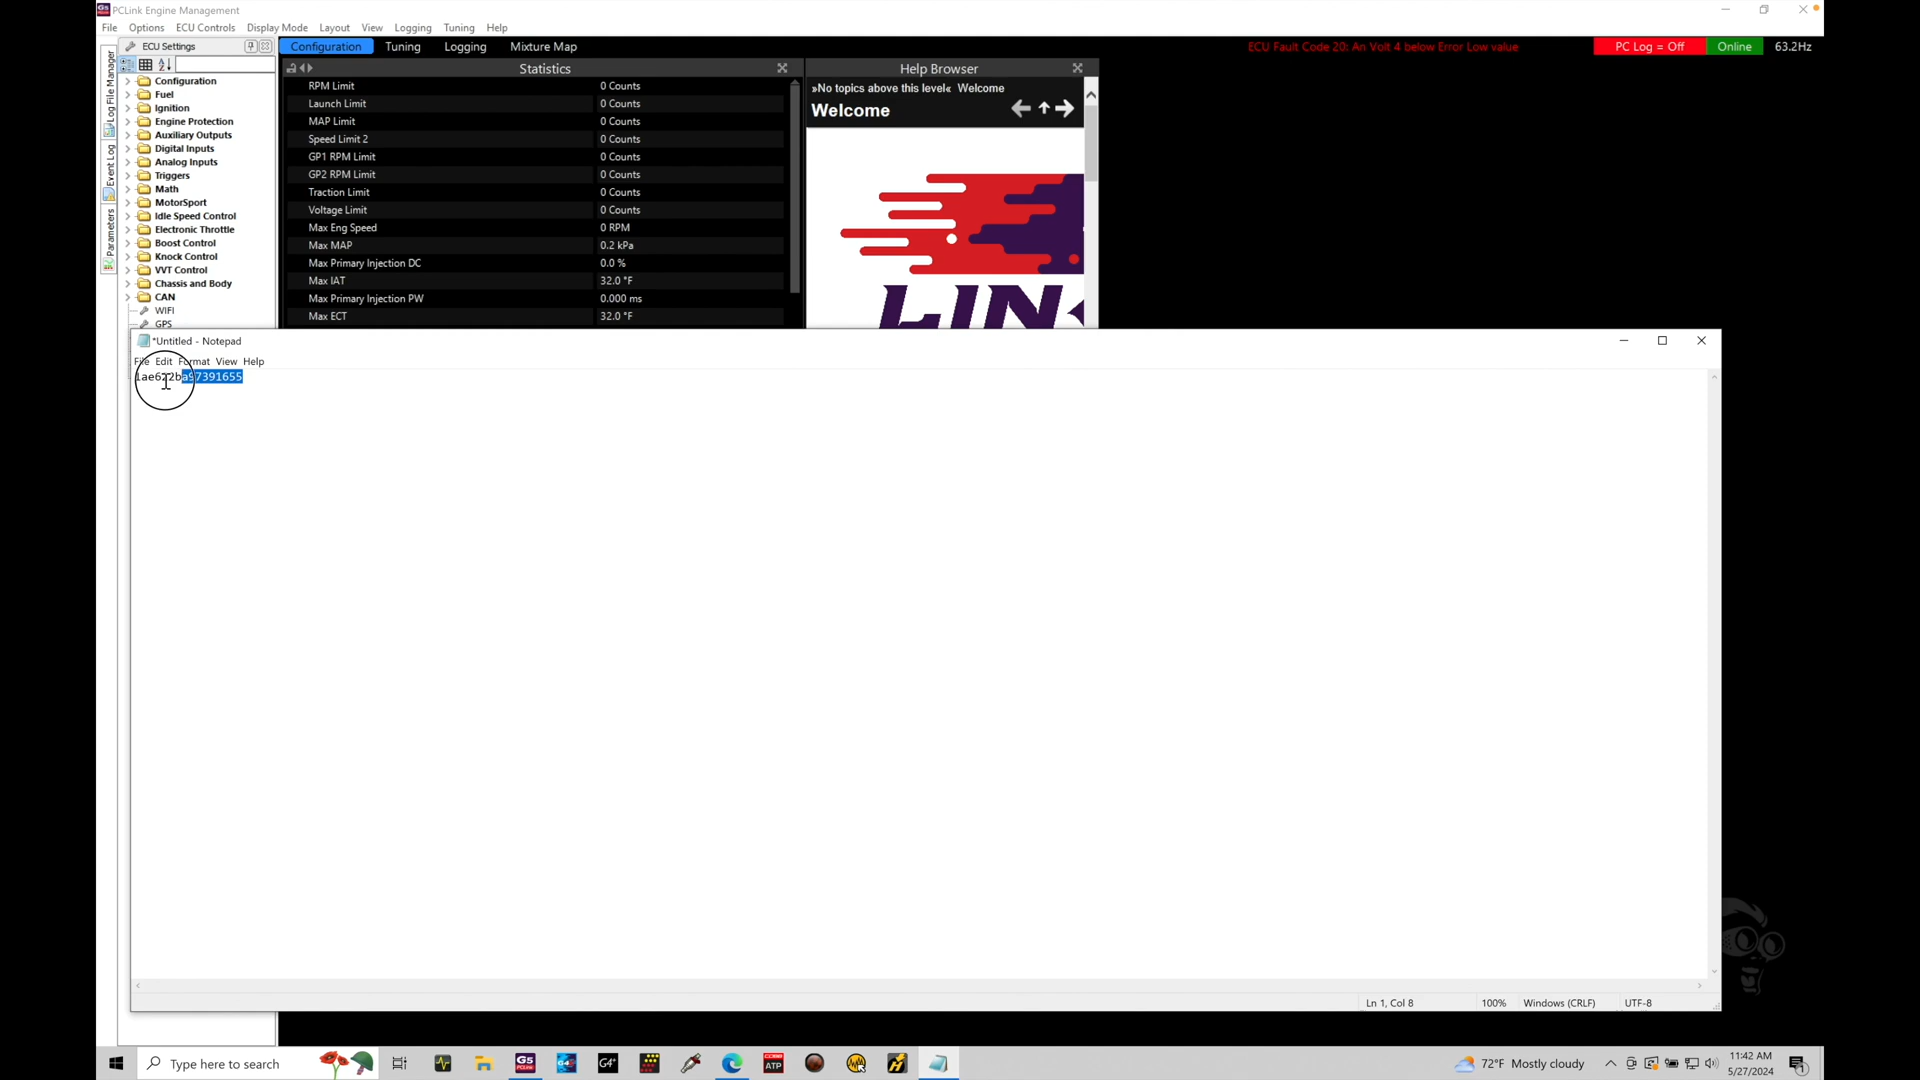 PCLink Engine Management
File Options ECU Controls Display Mode Layout View Logging Tuning Help
ECU Settings
Configuration Tuning Logging Mixture Map
ECU Fault Code 20: An Volt 4 below Error Low value
PC Log = Off Online 63.2Hz
Log File Manager
Event Log
Parameters
Configuration
Fuel
Ignition
Engine Protection
Auxiliary Outputs
Digital Inputs
Analog Inputs
Triggers
Math
MotorSport
Idle Speed Control
Electronic Throttle
Boost Control
Knock Control
VVT Control
Chassis and Body
CAN
WIFI
GPS
Statistics
RPM Limit 0 Counts
Launch Limit 0 Counts
MAP Limit 0 Counts
Speed Limit 2 0 Counts
GP1 RPM Limit 0 Counts
GP2 RPM Limit 0 Counts
Traction Limit 0 Counts
Voltage Limit 0 Counts
Max Eng Speed 0 RPM
Max MAP 0.2 kPa
Max Primary Injection DC 0.0 %
Max IAT 32.0 °F
Max Primary Injection PW 0.000 ms
Max ECT 32.0 °F
Help Browser
»No topics above this level« Welcome
Welcome
*Untitled - Notepad
File Edit Format View Help
1ae622ba97391655
Ln 1, Col 8 100% Windows (CRLF) UTF-8
Type here to search
G5 PCLink
G4+
ATP
72°F Mostly cloudy
11:42 AM
5/27/2024